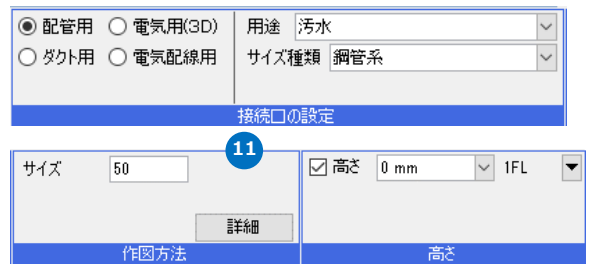 配管用 電気用(3D) 用途 汚水
ダクト用 電気配線用 サイズ種類 鋼管系
接続口の設定
11
サイズ 50 高さ 0 mm 1FL
詳細
作図方法 高さ